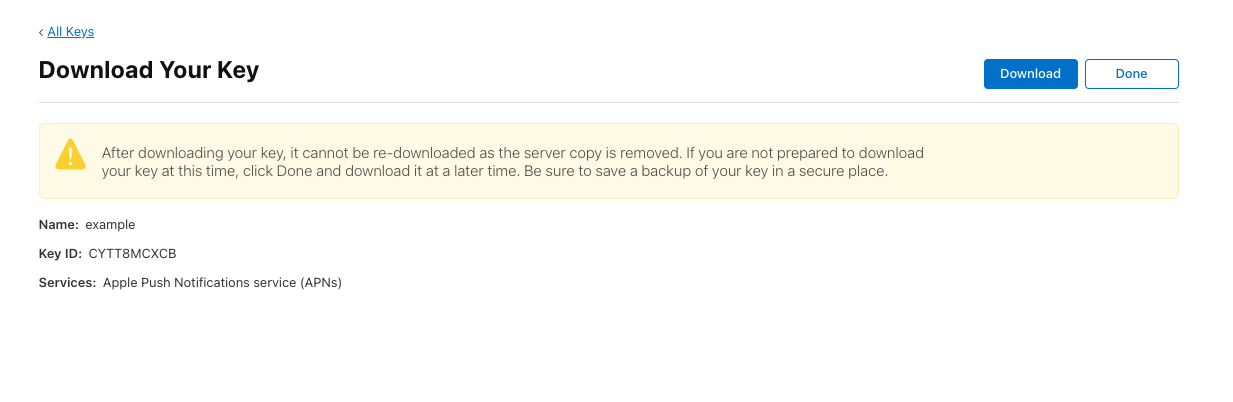 ‹ All Keys
Download Your Key
Download
Done
After downloading your key, it cannot be re-downloaded as the server copy is removed. If you are not prepared to download
your key at this time, click Done and download it at a later time. Be sure to save a backup of your key in a secure place.
Name: example
Key ID: CYTT8MCXCB
Services: Apple Push Notifications service (APNs)